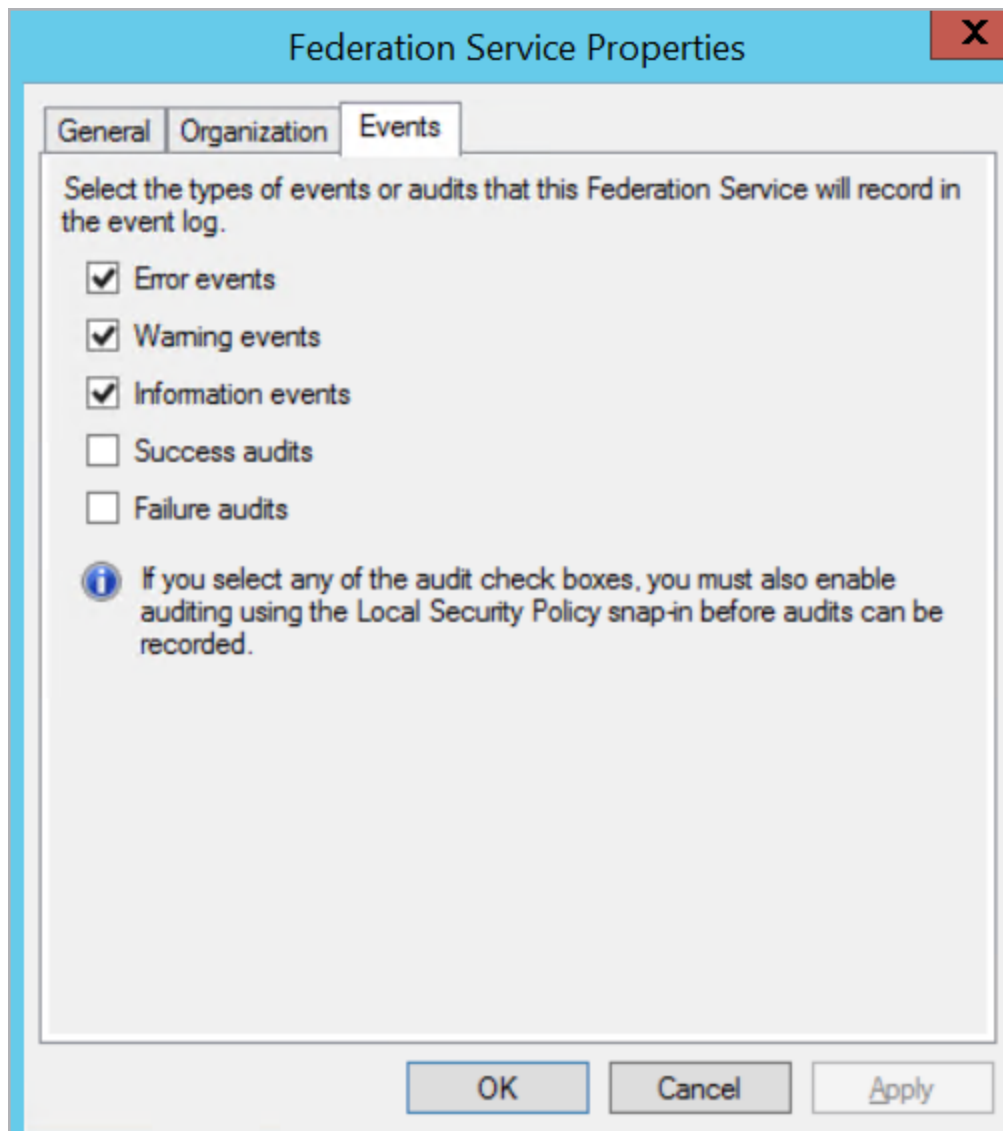 Federation Service Properties
X
General Organization Events
Select the types of events or audits that this Federation Service will record in
the event log.
Error events
Warning events
Information events
Success audits
Failure audits
If you select any of the audit check boxes, you must also enable
auditing using the Local Security Policy snap-in before audits can be
recorded.
OK Cancel Apply